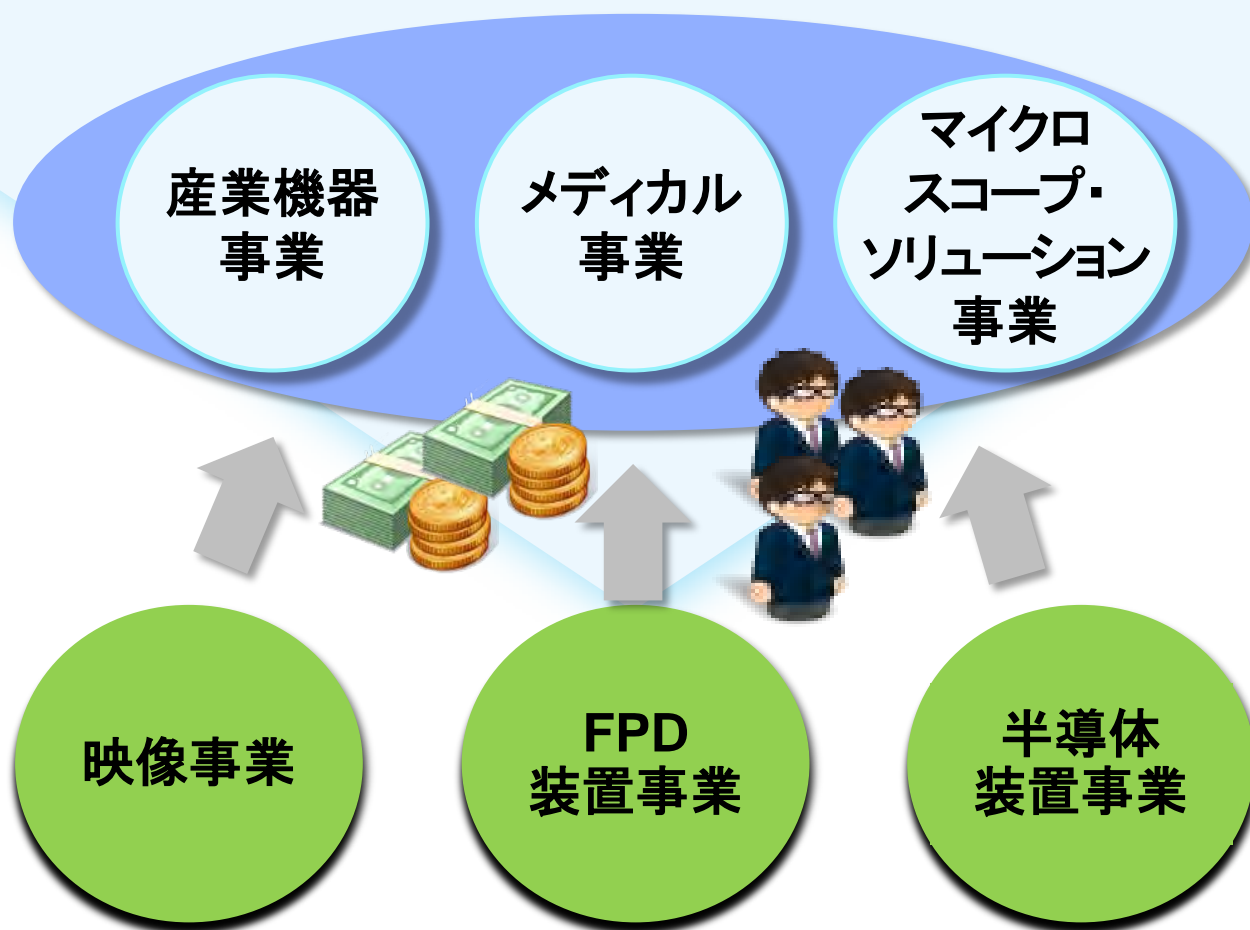 産業機器
事業
メディカル
事業
マイクロ
スコープ・
ソリューション
事業
映像事業
FPD
装置事業
半導体
装置事業